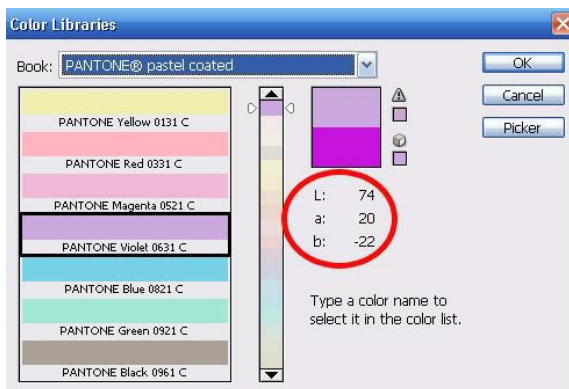 Color Libraries
Book: PANTONE® pastel coated
OK
Cancel
Picker
PANTONE Yellow 0131 C
PANTONE Red 0331 C
PANTONE Magenta 0521 C
PANTONE Violet 0631 C
PANTONE Blue 0821 C
PANTONE Green 0921 C
PANTONE Black 0961 C
L: 74
a: 20
b: -22
Type a color name to
select it in the color list.